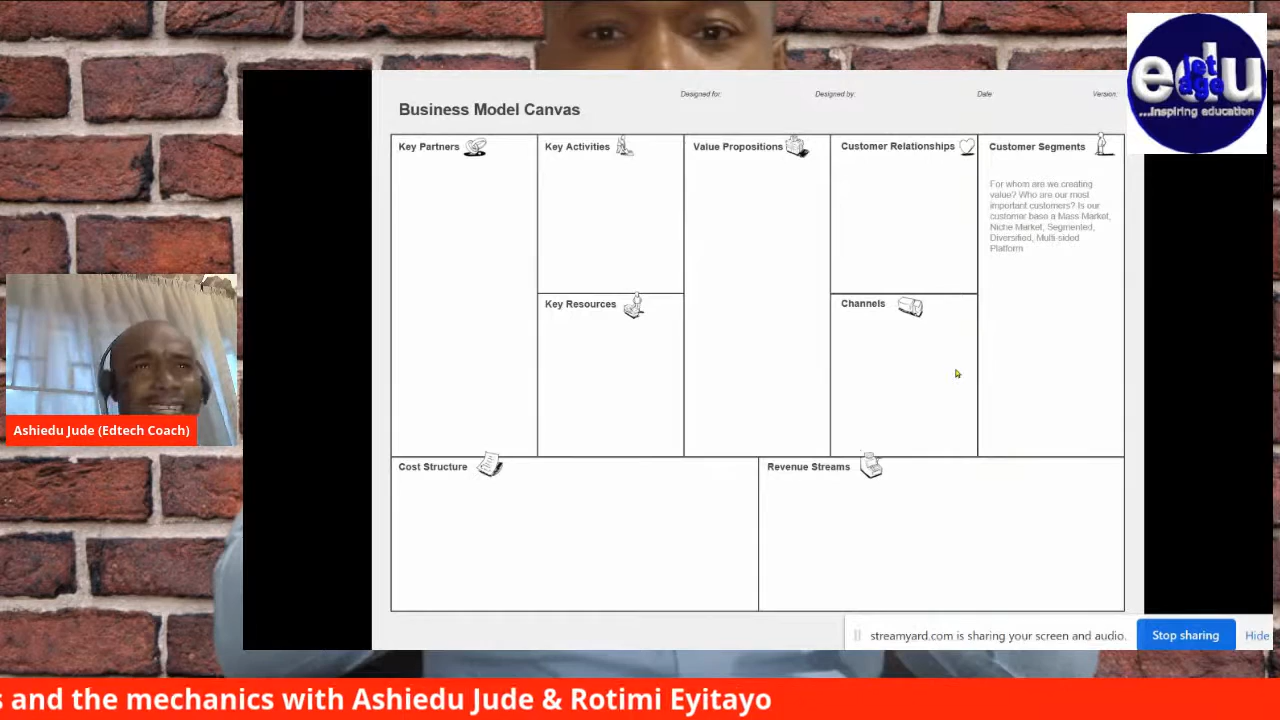 Designed for:
Designed by:
Date
Version:
Business Model Canvas
Key Partners
Key Activities
Value Propositions
Customer Relationships
Customer Segments
For whom are we creating
value? Who are our most
important customers? Is our
customer base a Mass Market,
Niche Market, Segmented,
Diversified, Multi-sided
Platform
Key Resources
Channels
Cost Structure
Revenue Streams
edu
let
age
...inspiring education
Ashiedu Jude (Edtech Coach)
streamyard.com is sharing your screen and audio.
Stop sharing
Hide
s and the mechanics with Ashiedu Jude & Rotimi Eyitayo